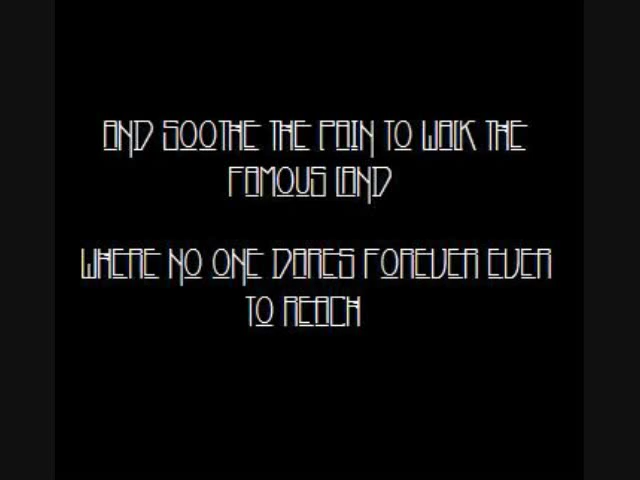 AND SOOTHE THE PAIN TO WALK THE
FAMOUS LAND
WHERE NO ONE DARES FOREVER EVER
TO REACH